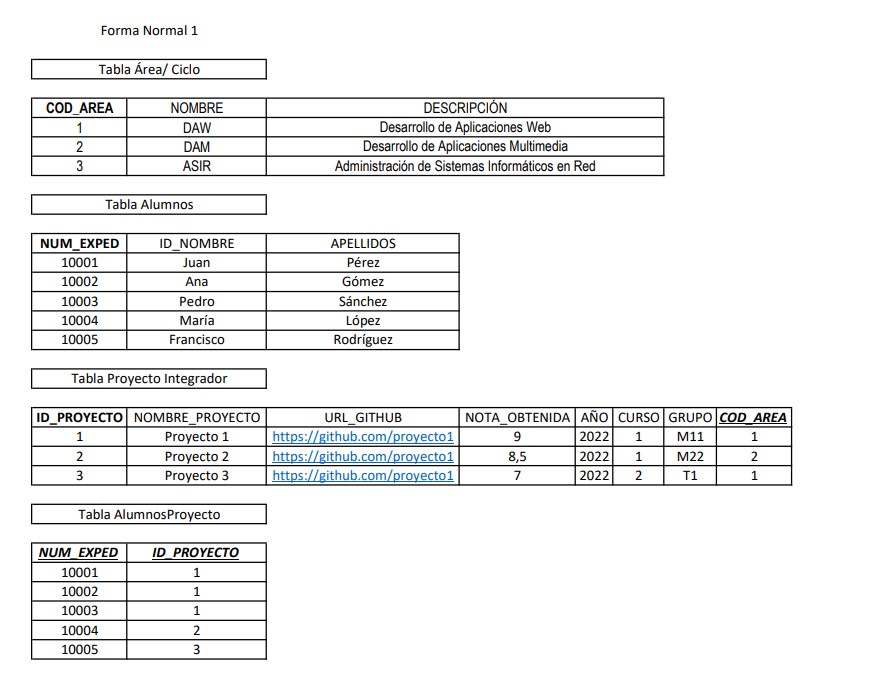 Forma Normal 1
Tabla Área/ Ciclo
COD_AREA NOMBRE DESCRIPCIÓN
1 DAW Desarrollo de Aplicaciones Web
2 DAM Desarrollo de Aplicaciones Multimedia
3 ASIR Administración de Sistemas Informáticos en Red
Tabla Alumnos
NUM_EXPED ID_NOMBRE APELLIDOS
10001 Juan Pérez
10002 Ana Gómez
10003 Pedro Sánchez
10004 María López
10005 Francisco Rodríguez
Tabla Proyecto Integrador
ID_PROYECTO NOMBRE_PROYECTO URL_GITHUB NOTA_OBTENIDA AÑO CURSO GRUPO COD_AREA
1 Proyecto 1 https://github.com/proyecto1 9 2022 1 M11 1
2 Proyecto 2 https://github.com/proyecto1 8,5 2022 1 M22 2
3 Proyecto 3 https://github.com/proyecto1 7 2022 2 T1 1
Tabla AlumnosProyecto
NUM_EXPED ID_PROYECTO
10001 1
10002 1
10003 1
10004 2
10005 3